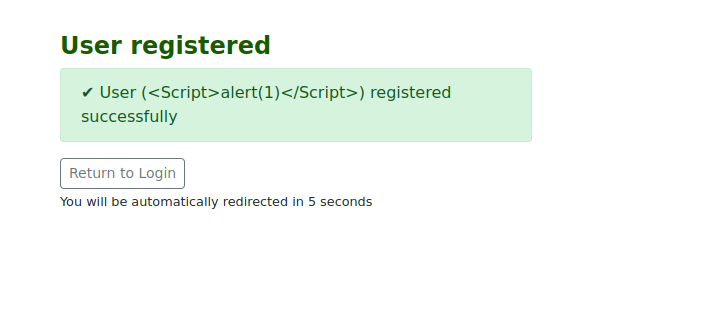 User registered
✔ User (<Script>alert(1)</Script>) registered
successfully
Return to Login
You will be automatically redirected in 5 seconds